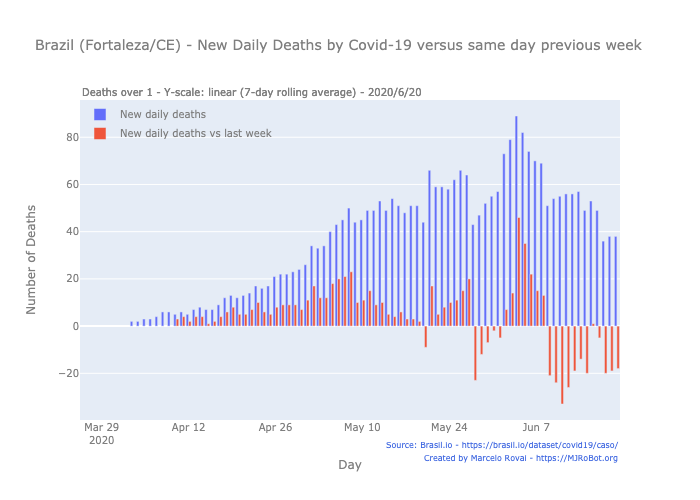 Brazil (Fortaleza/CE) - New Daily Deaths by Covid-19 versus same day previous week
Deaths over 1 - Y-scale: linear (7-day rolling average) - 2020/6/20
New daily deaths
New daily deaths vs last week
Number of Deaths
80
60
40
20
0
−20
Mar 29
2020
Apr 12
Apr 26
May 10
May 24
Jun 7
Day
Source: Brasil.io - https://brasil.io/dataset/covid19/caso/
Created by Marcelo Rovai - https://MJRoBot.org